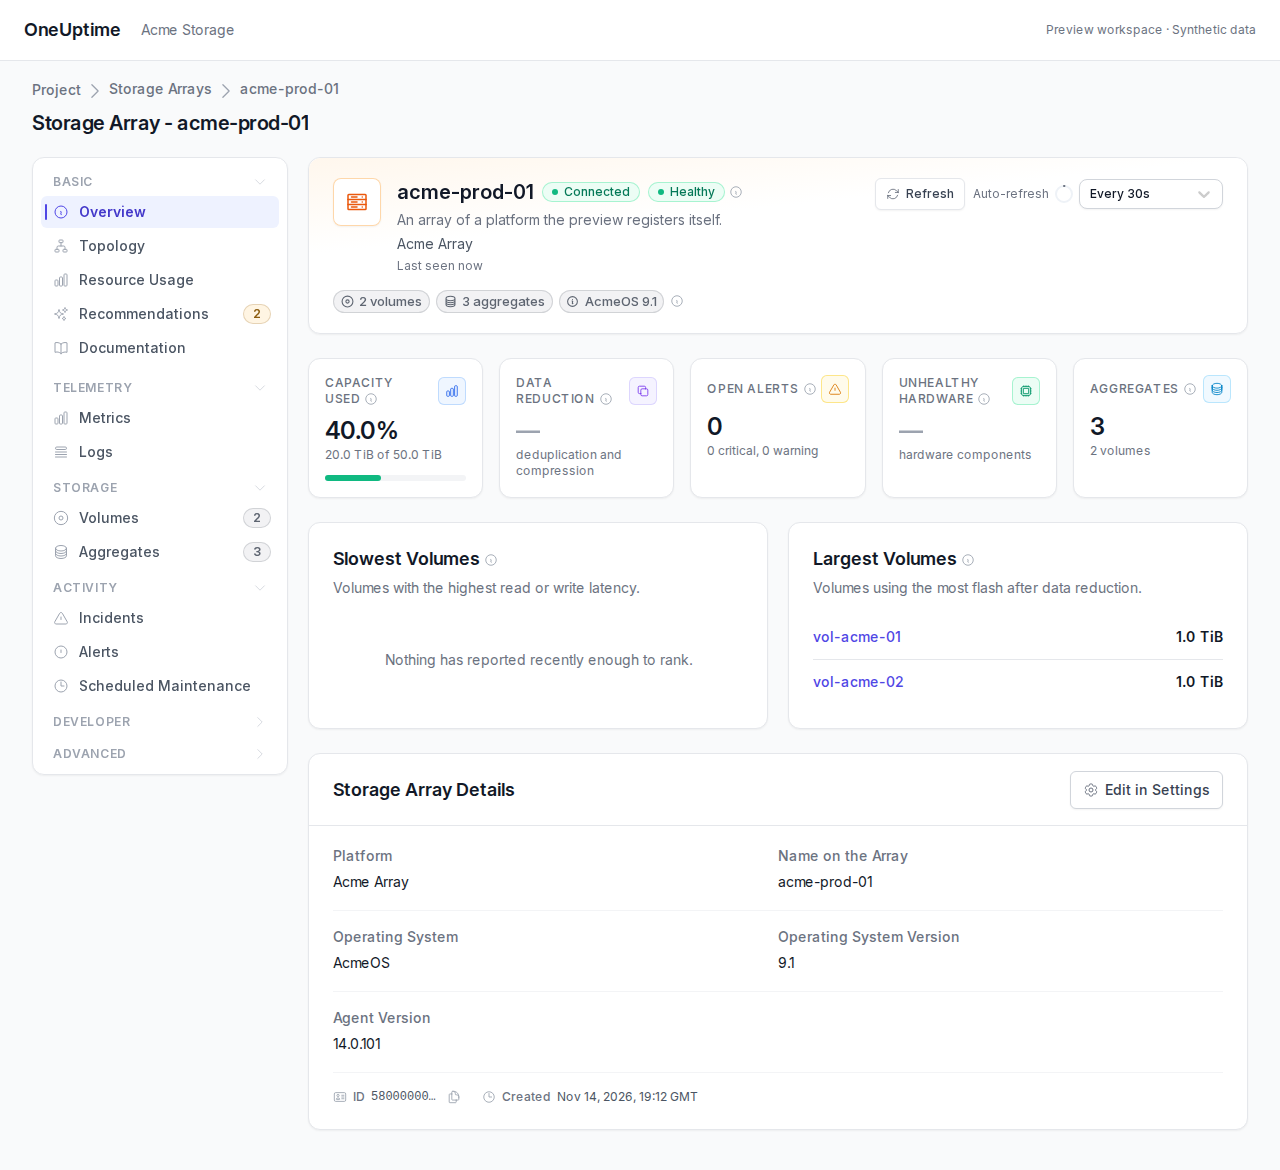 OneUptime
Acme Storage
Preview workspace · Synthetic data
Project
Storage Arrays
acme-prod-01
Storage Array - acme-prod-01
BASIC
Overview
Topology
Resource Usage
Recommendations
2
Documentation
TELEMETRY
Metrics
Logs
STORAGE
Volumes
2
Aggregates
3
ACTIVITY
Incidents
Alerts
Scheduled Maintenance
DEVELOPER
ADVANCED
acme-prod-01
Connected
Healthy
Refresh
Auto-refresh
Every 30s
An array of a platform the preview registers itself.
Acme Array
Last seen now
2 volumes
3 aggregates
AcmeOS 9.1
CAPACITY
USED
40.0%
20.0 TiB of 50.0 TiB
DATA
REDUCTION
—
deduplication and
compression
OPEN ALERTS
0
0 critical, 0 warning
UNHEALTHY
HARDWARE
—
hardware components
AGGREGATES
3
2 volumes
Slowest Volumes
Volumes with the highest read or write latency.
Nothing has reported recently enough to rank.
Largest Volumes
Volumes using the most flash after data reduction.
vol-acme-01
1.0 TiB
vol-acme-02
1.0 TiB
Storage Array Details
Edit in Settings
Platform
Acme Array
Name on the Array
acme-prod-01
Operating System
AcmeOS
Operating System Version
9.1
Agent Version
14.0.101
ID 58000000…
Created Nov 14, 2026, 19:12 GMT